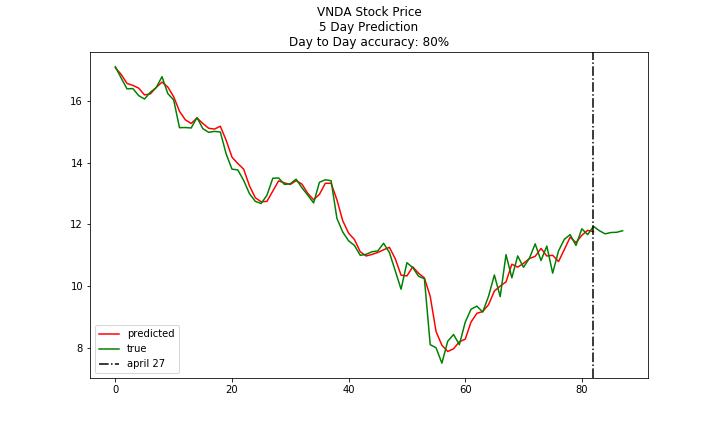 VNDA Stock Price
5 Day Prediction
Day to Day accuracy: 80%
16
14
12
10
8
predicted
true
april 27
0
20
40
60
80